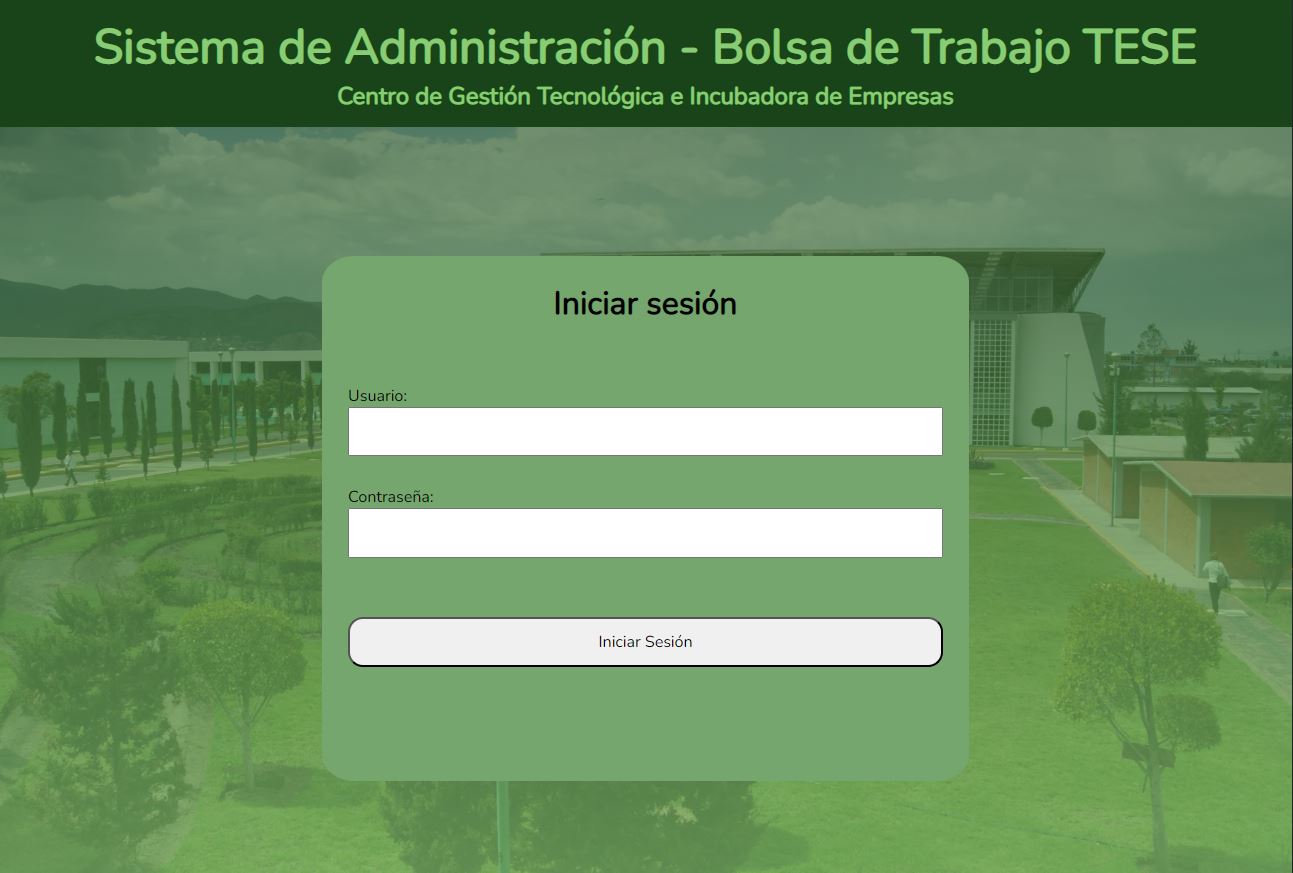 Sistema de Administración - Bolsa de Trabajo TESE
Centro de Gestión Tecnológica e Incubadora de Empresas
Iniciar sesión
Usuario:
Contraseña:
Iniciar Sesión